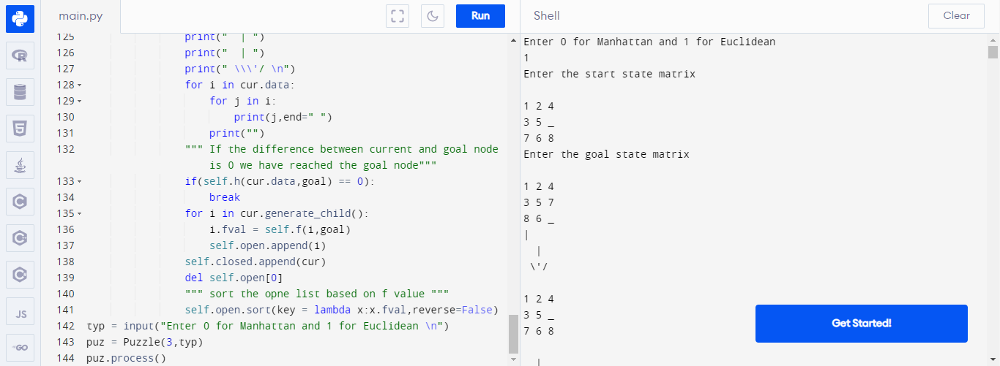 main.py
Run
Shell
Clear
125 print("  | ")
126 print("  | ")
127 print(" \\\'/ \n")
128 for i in cur.data:
129 for j in i:
130 print(j,end=" ")
131 print("")
132 """ If the difference between current and goal node
is 0 we have reached the goal node"""
133 if(self.h(cur.data,goal) == 0):
134 break
135 for i in cur.generate_child():
136 i.fval = self.f(i,goal)
137 self.open.append(i)
138 self.closed.append(cur)
139 del self.open[0]
140 """ sort the opne list based on f value """
141 self.open.sort(key = lambda x:x.fval,reverse=False)
142 typ = input("Enter 0 for Manhattan and 1 for Euclidean \n")
143 puz = Puzzle(3,typ)
144 puz.process()
Enter 0 for Manhattan and 1 for Euclidean
1
Enter the start state matrix
1 2 4
3 5 _
7 6 8
Enter the goal state matrix
1 2 4
3 5 7
8 6 _
|
|
\'/
1 2 4
3 5 _
7 6 8
|
Get Started!
R
5
C
C
C
JS
GO